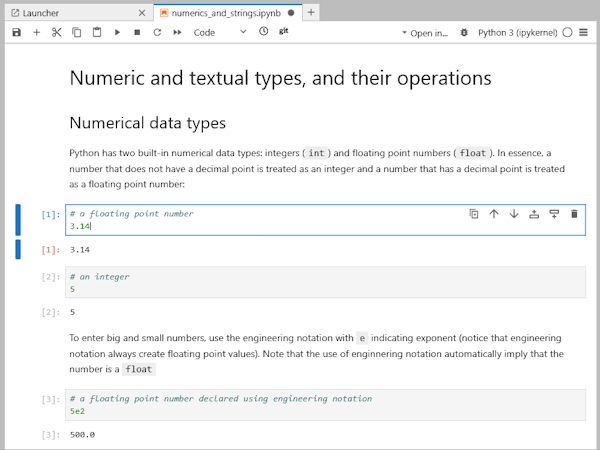 Launcher
numerics_and_strings.ipynb
Code
git
Open in...
Python 3 (ipykernel)
Numeric and textual types, and their operations
Numerical data types
Python has two built-in numerical data types: integers ( int ) and floating point numbers ( float ). In essence, a
number that does not have a decimal point is treated as an integer and a number that has a decimal point is treated
as a floating point number:
[1]: # a floating point number
3.14
[1]: 3.14
[2]: # an integer
5
[2]: 5
To enter big and small numbers, use the engineering notation with e indicating exponent (notice that engineering
notation always create floating point values). Note that the use of enginnering notation automatically imply that the
number is a float
[3]: # a floating point number declared using engineering notation
5e2
[3]: 500.0